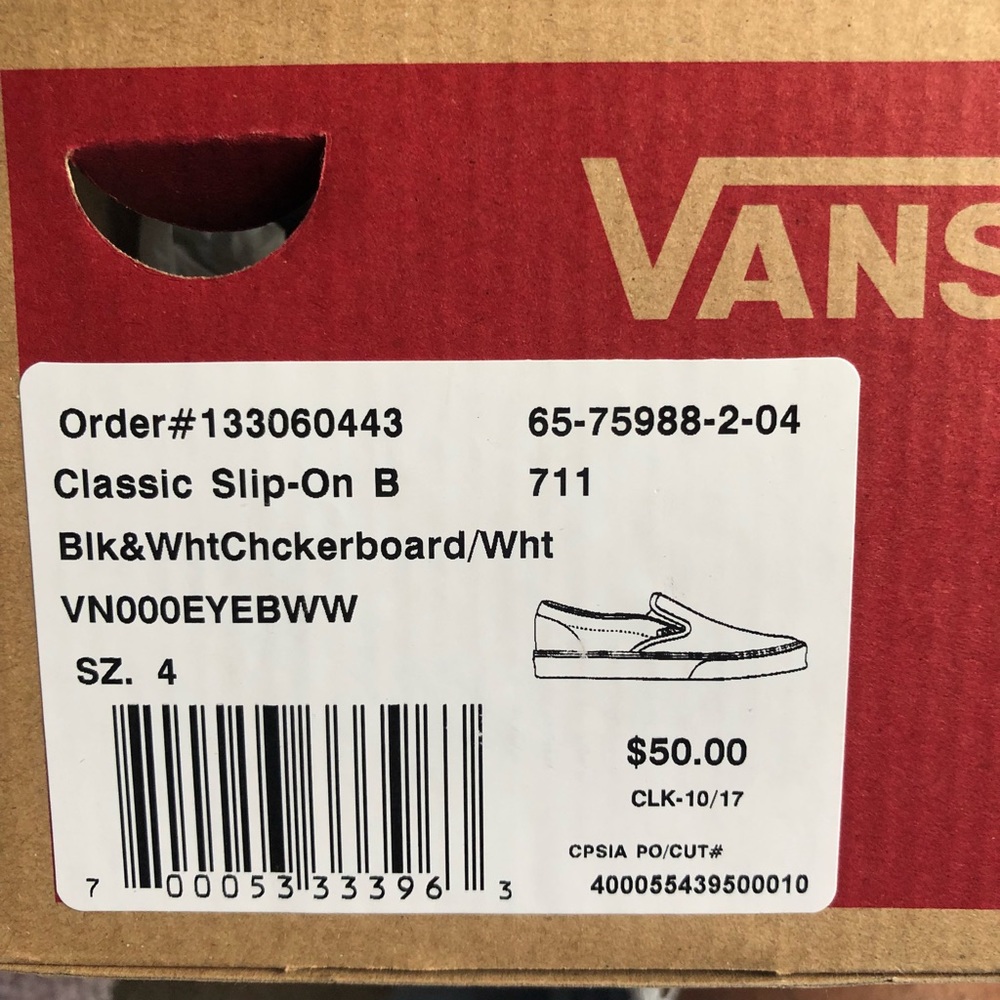 VANS
Order#133060443 65-75988-2-04
Classic Slip-On B 711
Blk&WhtChckerboard/Wht
VN000EYEBWW
SZ. 4
$50.00
CLK-10/17
CPSIA PO/CUT#
400055439500010
7 00053 33396 3